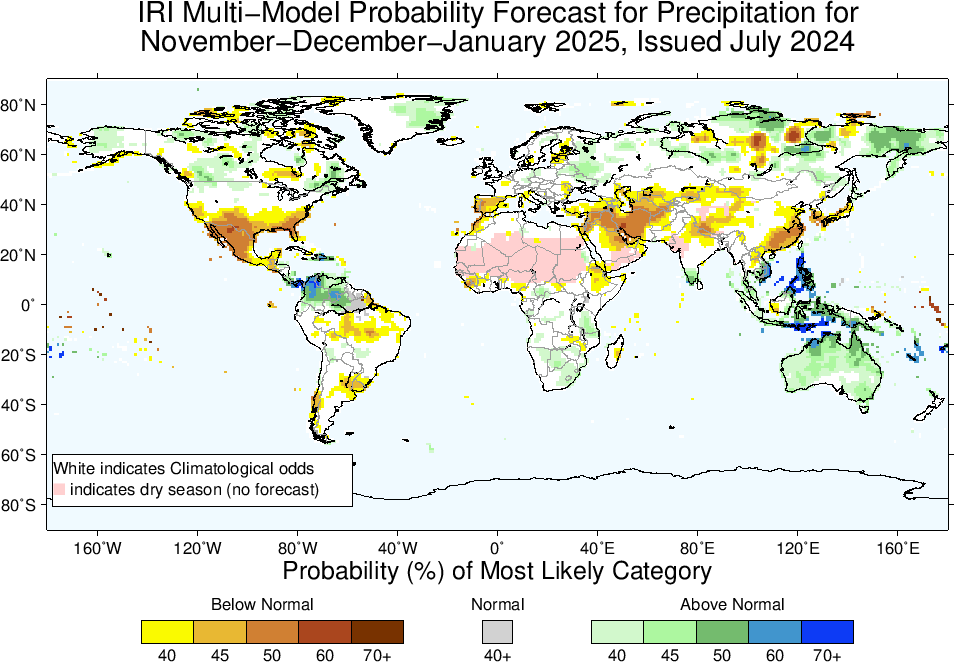 IRI Multi−Model Probability Forecast for Precipitation for
November−December−January 2025, Issued July 2024
80˚N
60˚N
40˚N
20˚N
0˚
20˚S
40˚S
60˚S
80˚S
White indicates Climatological odds
indicates dry season (no forecast)
160˚W 120˚W 80˚W 40˚W 0˚ 40˚E 80˚E 120˚E 160˚E
Probability (%) of Most Likely Category
Below Normal Normal Above Normal
40 45 50 60 70+ 40+ 40 45 50 60 70+